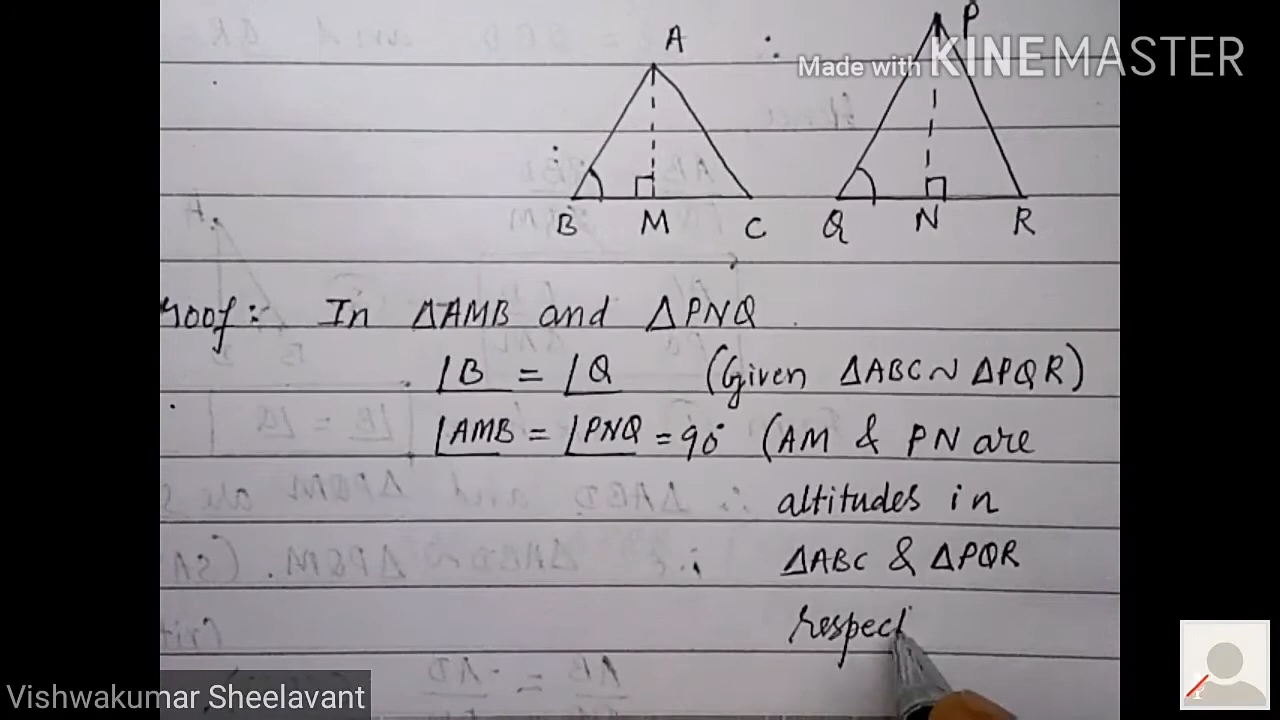 P
A
∴
Made with KINEMASTER
B M C Q N R
roof:- In ΔAMB and ΔPNQ
∠B = ∠Q (Given ΔABC ~ ΔPQR)
∠AMB = ∠PNQ = 90° (AM & PN are
altitudes in
ΔABC & ΔPQR
respect
Vishwakumar Sheelavant